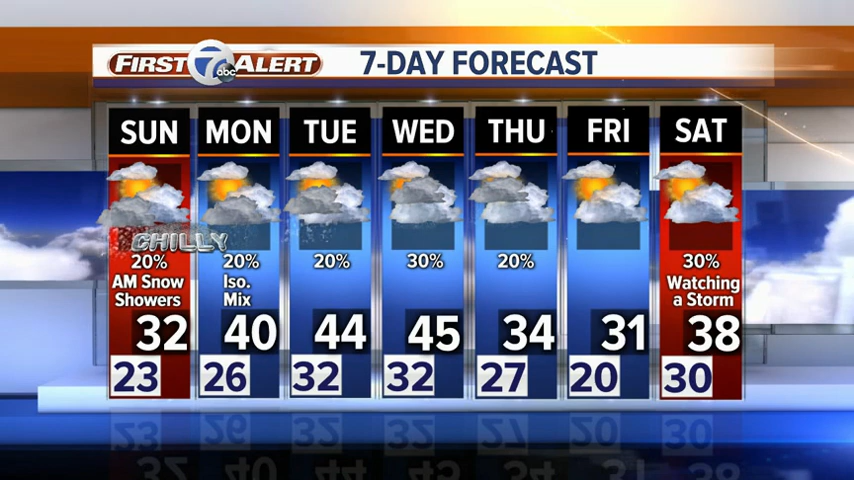 FIRST 7 abc ALERT 7-DAY FORECAST
SUN MON TUE WED THU FRI SAT
CHILLY
20% 20% 20% 30% 20% 30%
AM Snow Iso. Watching
Showers Mix a Storm
32 40 44 45 34 31 38
23 26 32 32 27 20 30